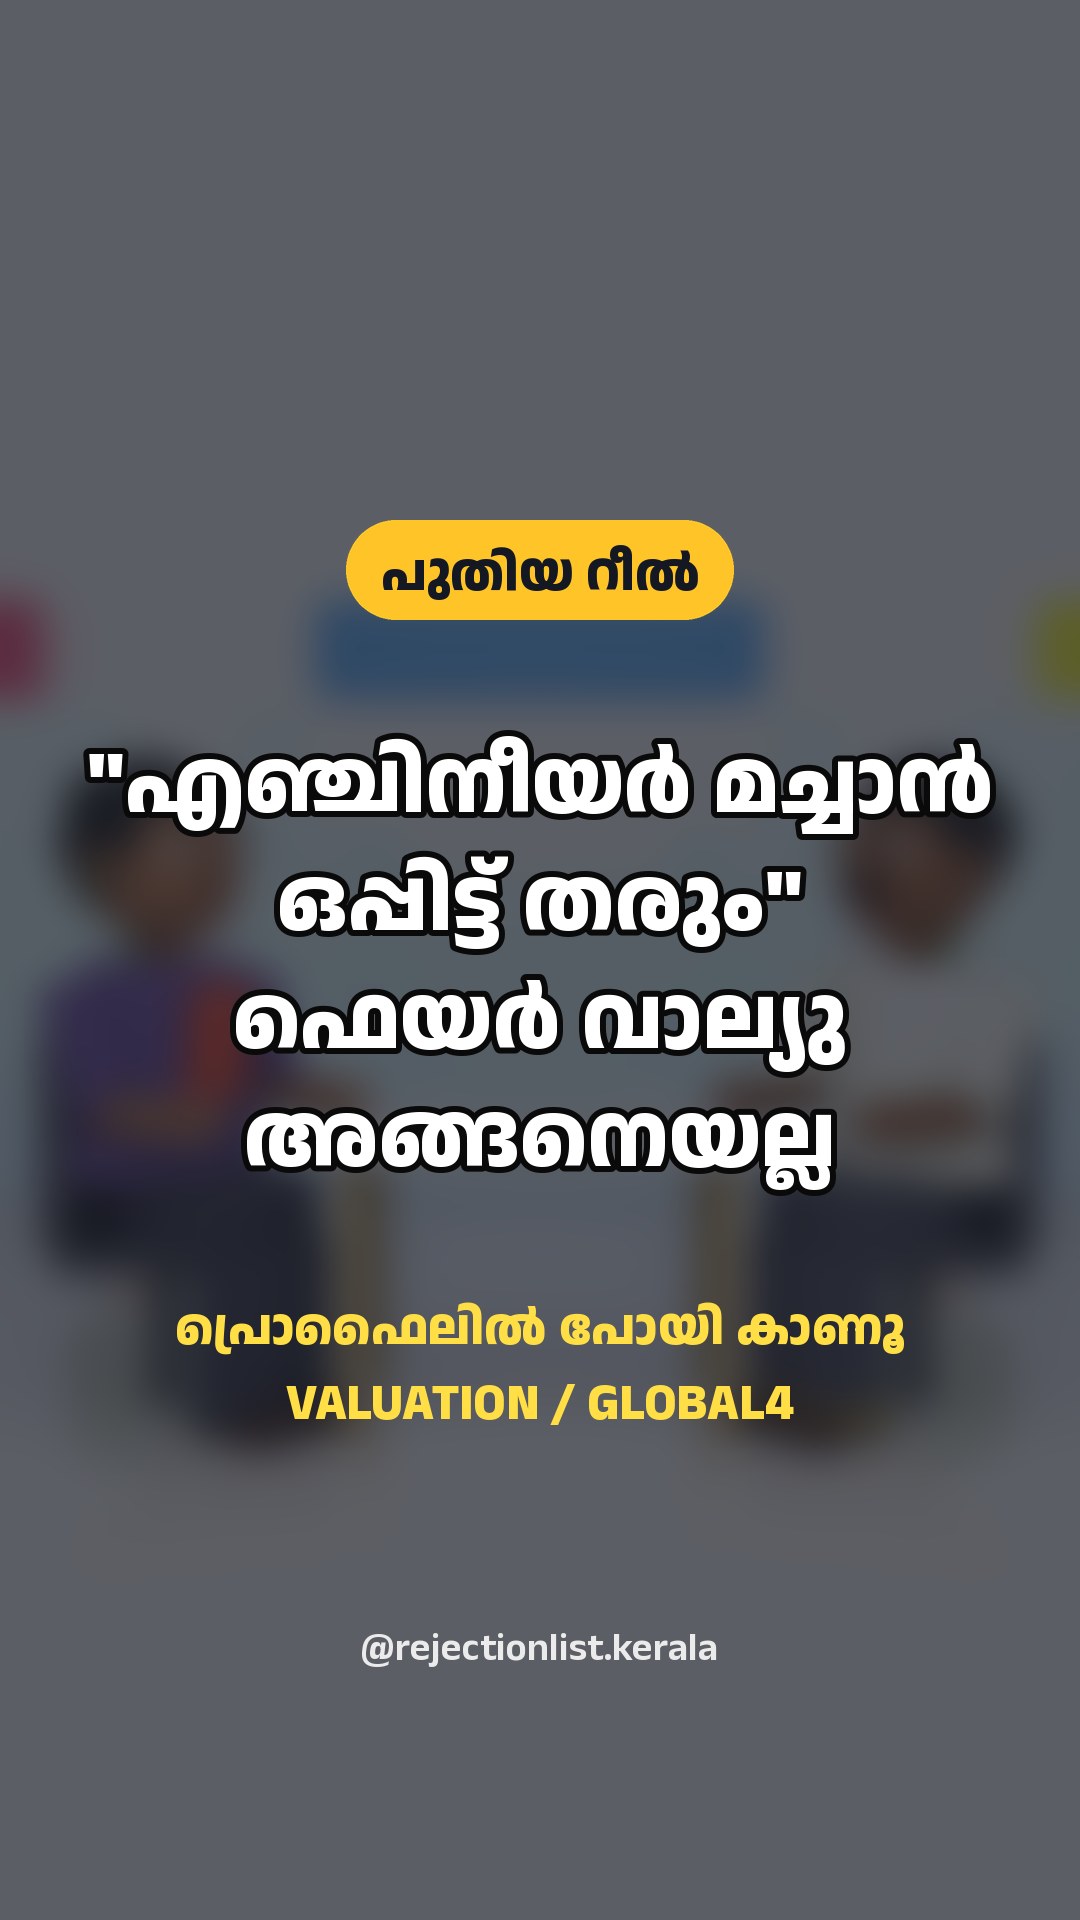 പുതിയ റീൽ
"എഞ്ചിനീയർ മച്ചാൻ
ഒപ്പിട്ട് തരും"
ഫെയർ വാല്യു
അങ്ങനെയല്ല
പ്രൊഫൈലിൽ പോയി കാണൂ
VALUATION / GLOBAL4
@rejectionlist.kerala